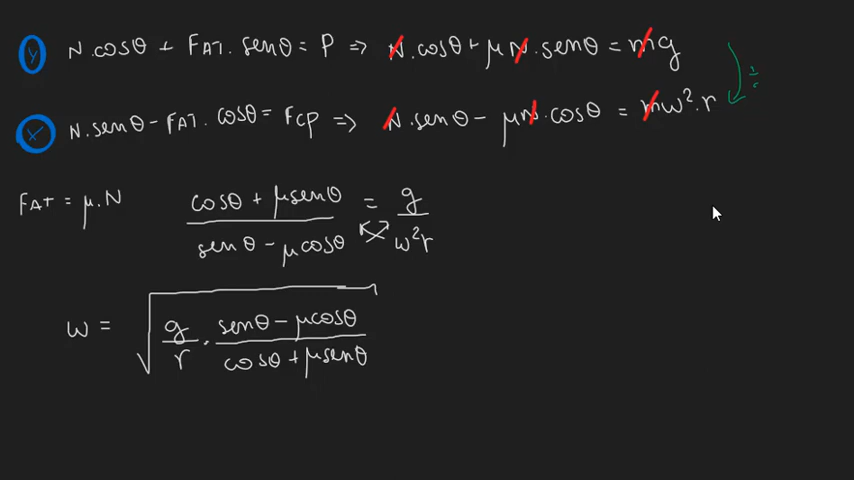 Y N.cosθ + FAT.senθ = P => N.cosθ + μN.senθ = mg
÷
X N.senθ - FAT.cosθ = Fcp => N.senθ - μN.cosθ = mω².r
FAT = μ.N
cosθ + μsenθ / senθ - μcosθ = g / ω²r
ω = √(g / r . senθ - μcosθ / cosθ + μsenθ)